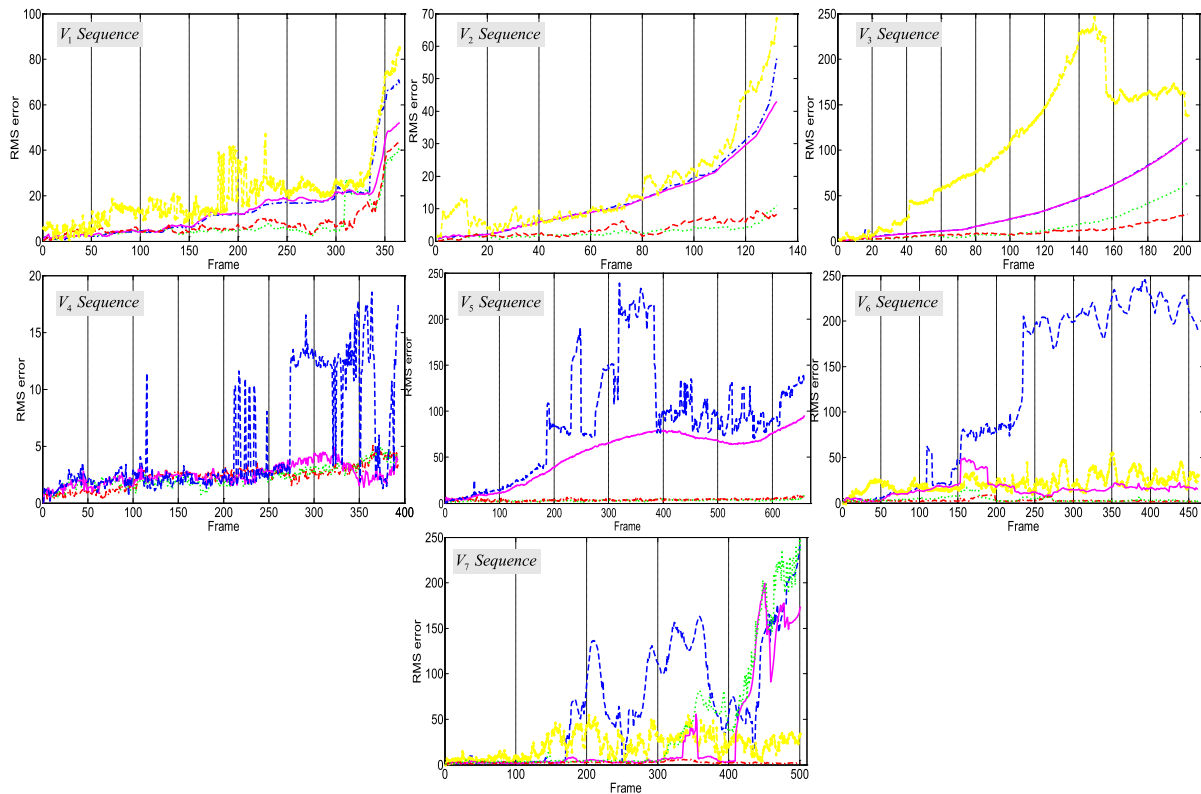 V1 Sequence
RMS error
100
80
60
40
20
0
0 50 100 150 200 250 300 350
Frame
V2 Sequence
RMS error
70
60
50
40
30
20
10
0
0 20 40 60 80 100 120 140
Frame
V3 Sequence
RMS error
250
200
150
100
50
0
0 20 40 60 80 100 120 140 160 180 200
Frame
V4 Sequence
RMS error
20
15
10
5
0
0 50 100 150 200 250 300 350 400
Frame
V5 Sequence
RMS error
250
200
150
100
50
0
0 100 200 300 400 500 600
Frame
V6 Sequence
RMS error
250
200
150
100
50
0
0 50 100 150 200 250 300 350 400 450
Frame
V7 Sequence
RMS error
250
200
150
100
50
0
0 100 200 300 400 500
Frame